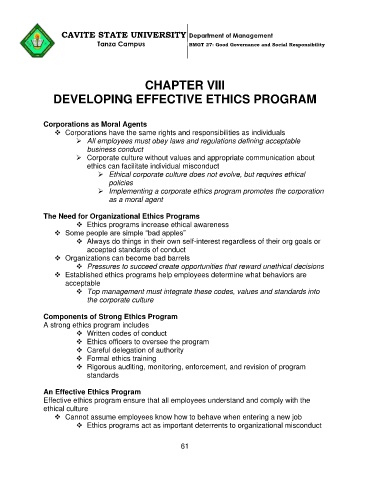 CAVITE STATE UNIVERSITY Department of Management
Tanza Campus BMGT 27- Good Governance and Social Responsibility
CHAPTER VIII
DEVELOPING EFFECTIVE ETHICS PROGRAM
Corporations as Moral Agents
❖ Corporations have the same rights and responsibilities as individuals
➢ All employees must obey laws and regulations defining acceptable
business conduct
➢ Corporate culture without values and appropriate communication about
ethics can facilitate individual misconduct
➢ Ethical corporate culture does not evolve, but requires ethical
policies
➢ Implementing a corporate ethics program promotes the corporation
as a moral agent
The Need for Organizational Ethics Programs
❖ Ethics programs increase ethical awareness
❖ Some people are simple “bad apples”
❖ Always do things in their own self-interest regardless of their org goals or
accepted standards of conduct
❖ Organizations can become bad barrels
❖ Pressures to succeed create opportunities that reward unethical decisions
❖ Established ethics programs help employees determine what behaviors are
acceptable
❖ Top management must integrate these codes, values and standards into
the corporate culture
Components of Strong Ethics Program
A strong ethics program includes
❖ Written codes of conduct
❖ Ethics officers to oversee the program
❖ Careful delegation of authority
❖ Formal ethics training
❖ Rigorous auditing, monitoring, enforcement, and revision of program
standards
An Effective Ethics Program
Effective ethics program ensure that all employees understand and comply with the
ethical culture
❖ Cannot assume employees know how to behave when entering a new job
❖ Ethics programs act as important deterrents to organizational misconduct
61